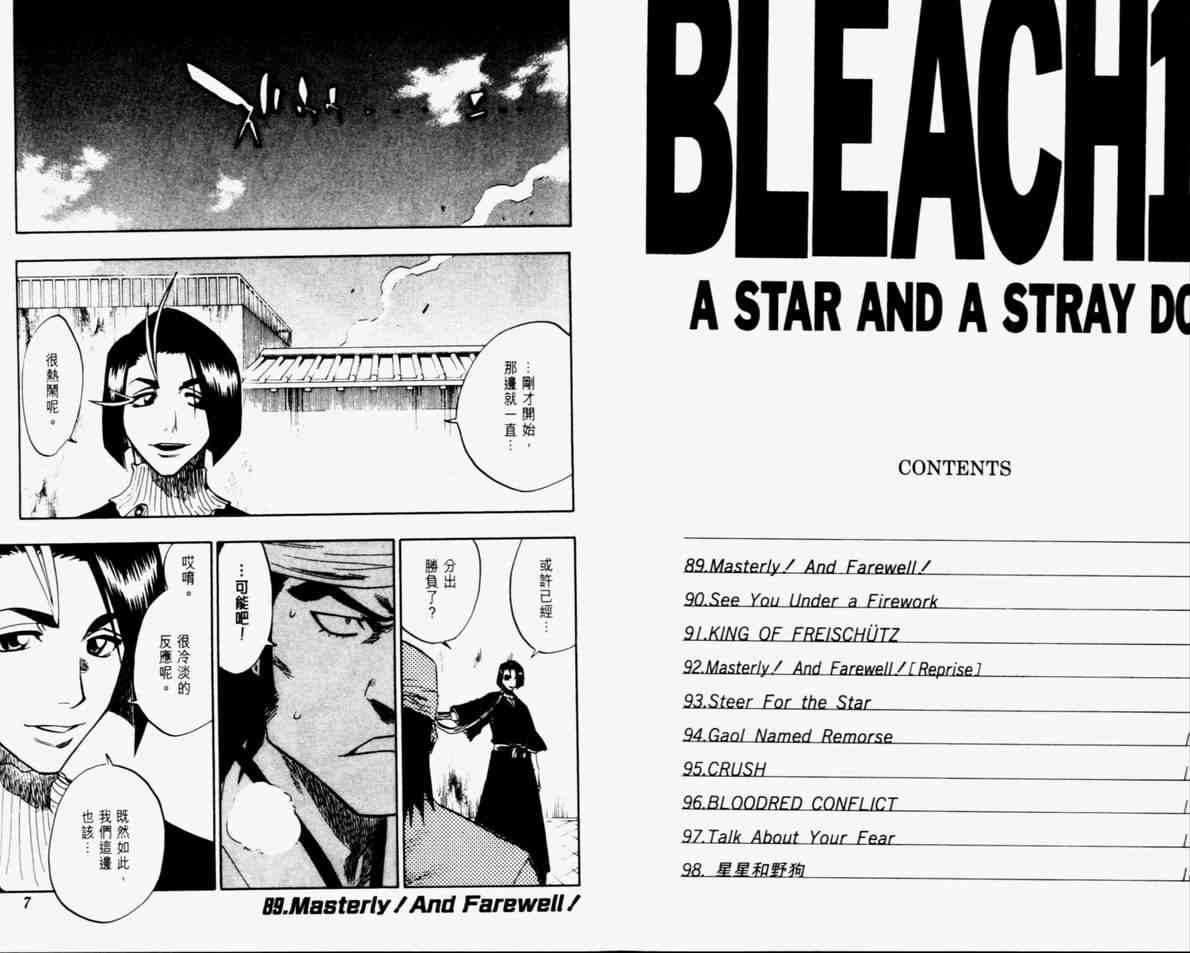 BLEACH1
A STAR AND A STRAY DO
CONTENTS
89.Masterly! And Farewell!
90.See You Under a Firework
91.KING OF FREISCHÜTZ
92.Masterly! And Farewell! [Reprise]
93.Steer For the Star
94.Gaol Named Remorse
95.CRUSH
96.BLOODRED CONFLICT
97.Talk About Your Fear
98. 星星和野狗
…剛才開始，
那邊就一直…
很熱鬧呢。
或許已經…
分出
勝負了?
…可能吧!
哎唷。
很冷淡的
反應呢。
既然如此，
我們這邊
也該…
89.Masterly! And Farewell!
7